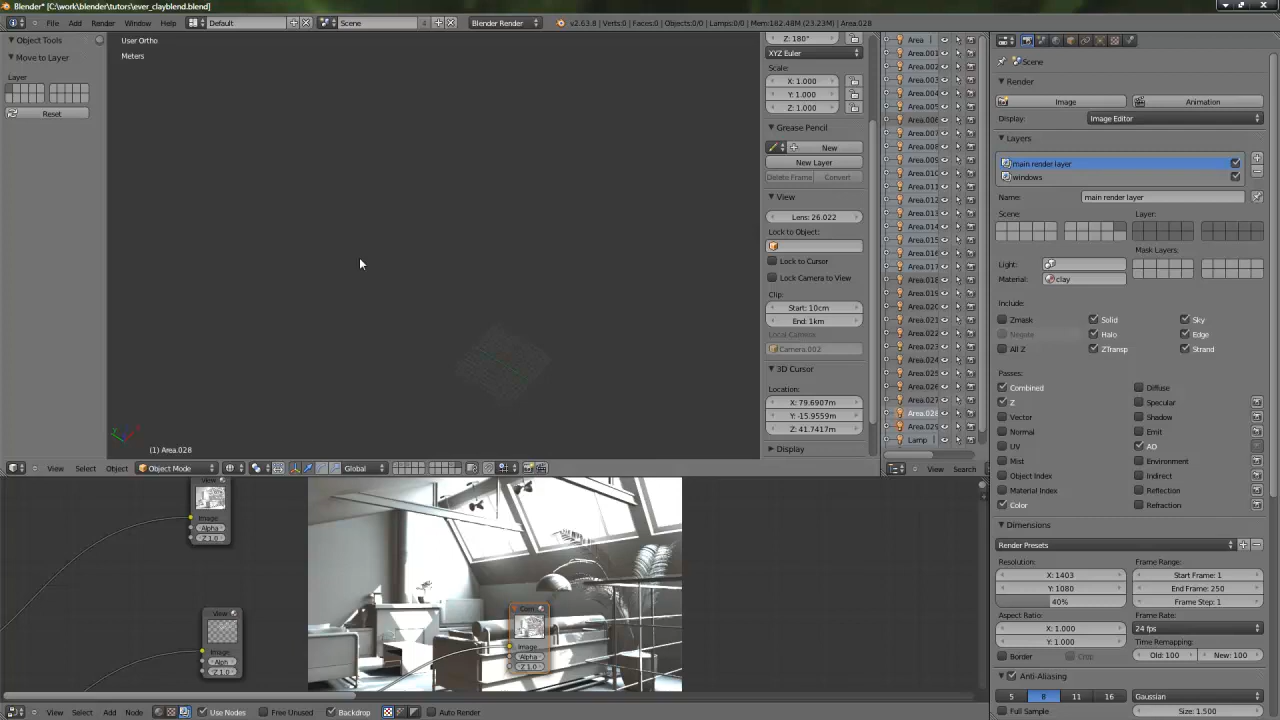 Blender* [C:\work\blender\tutors\ever_clayblend.blend]
File Add Render Window Help Default Scene 4 Blender Render v2.63.8 | Verts:0 | Faces:0 | Objects:0/0 | Lamps:0/0 | Mem:182.48M (23.23M) | Area.028
Object Tools
Move to Layer
Layer
Reset
User Ortho
Meters
(1) Area.028
Z: 180°
XYZ Euler
Scale:
X: 1.000
Y: 1.000
Z: 1.000
Grease Pencil
New
New Layer
Delete Frame Convert
View
Lens: 26.022
Lock to Object:
Lock to Cursor
Lock Camera to View
Clip:
Start: 10cm
End: 1km
Local Camera:
Camera.002
3D Cursor
Location:
X: 79.6907m
Y: -15.9559m
Z: 41.7417m
Display
Area
Area.001
Area.002
Area.003
Area.004
Area.005
Area.006
Area.007
Area.008
Area.009
Area.010
Area.011
Area.012
Area.013
Area.014
Area.015
Area.016
Area.017
Area.018
Area.019
Area.020
Area.021
Area.022
Area.023
Area.024
Area.025
Area.026
Area.027
Area.028
Area.029
Lamp
View Search
Scene
Render
Image Animation
Display: Image Editor
Layers
main render layer
windows
Name: main render layer
Scene: Layer:
Mask Layers:
Light:
Material: clay
Include:
Zmask Solid Sky
Negate Halo Edge
All Z ZTransp Strand
Passes:
Combined Diffuse
Z Specular
Vector Shadow
Normal Emit
UV AO
Mist Environment
Object Index Indirect
Material Index Reflection
Color Refraction
Dimensions
Render Presets
Resolution: Frame Range:
X: 1403 Start Frame: 1
Y: 1080 End Frame: 250
40% Frame Step: 1
Aspect Ratio: Frame Rate:
X: 1.000 24 fps
Y: 1.000 Time Remapping:
Border Crop Old: 100 New: 100
Anti-Aliasing
5 8 11 16 Gaussian
Full Sample Size: 1.500
View Select Object Object Mode Global
View
Image
Alpha
Z 1.0
View
Image
Alph
Z 1.0
Com
Image
Alpha
Z 1.0
View Select Add Node Use Nodes Free Unused Backdrop Auto Render